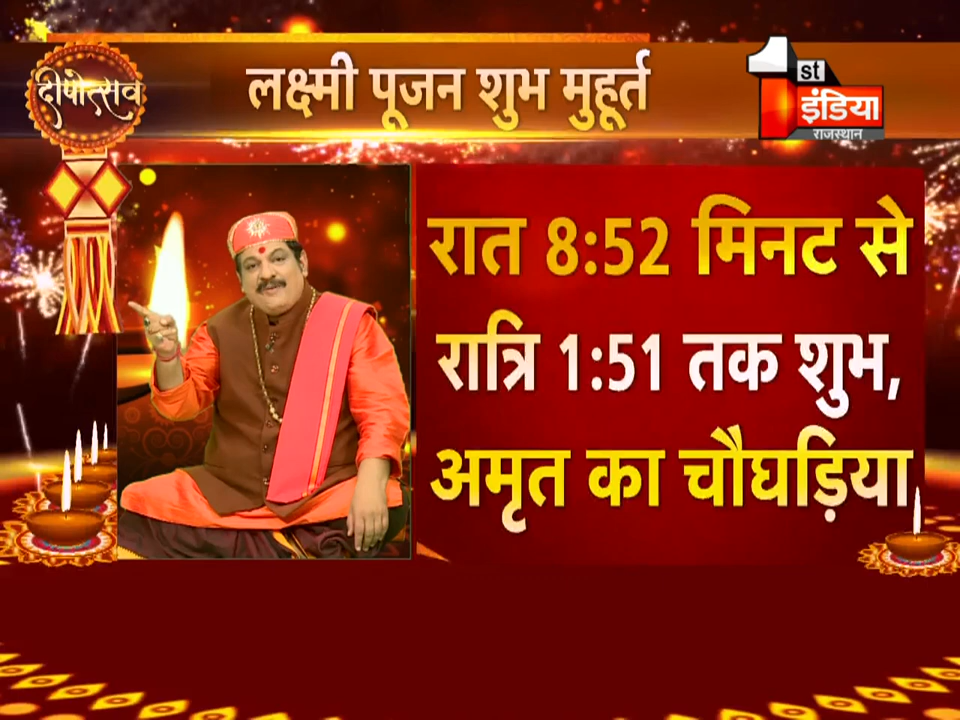 दीपोत्सव
लक्ष्मी पूजन शुभ मुहूर्त
1st
इंडिया
राजस्थान
रात 8:52 मिनट से
रात्रि 1:51 तक शुभ,
अमृत का चौघड़िया